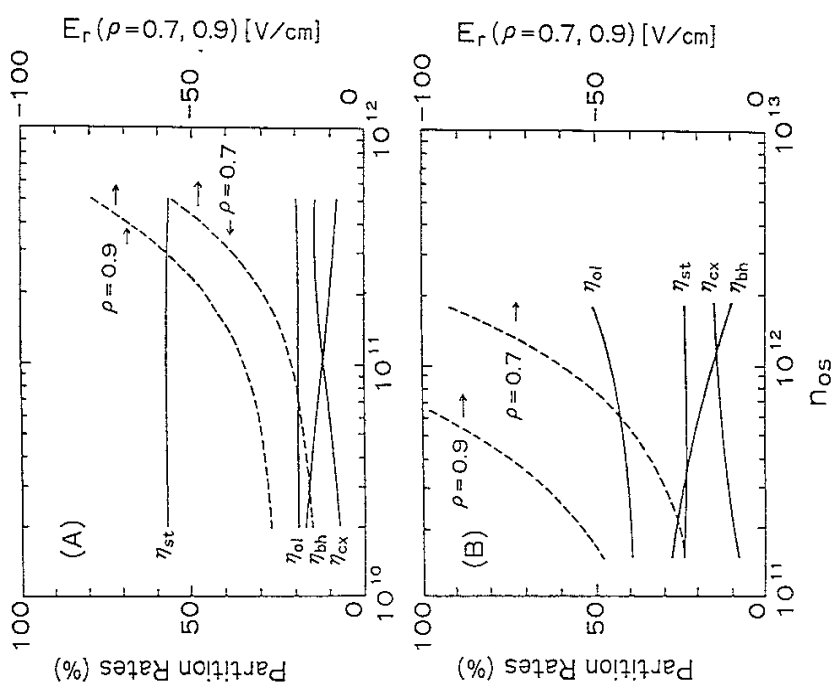 E_r (ρ=0.7, 0.9) [V/cm]
-100
-50
0
(A)
ρ=0.9
ρ=0.7
η_st
η_ol
η_bh
η_cx
100
50
0
Partition Rates (%)
10^10
10^11
10^12
E_r (ρ=0.7, 0.9) [V/cm]
-100
-50
0
(B)
ρ=0.9
ρ=0.7
η_ol
η_st
η_cx
η_bh
100
50
0
Partition Rates (%)
10^11
10^12
10^13
n_os